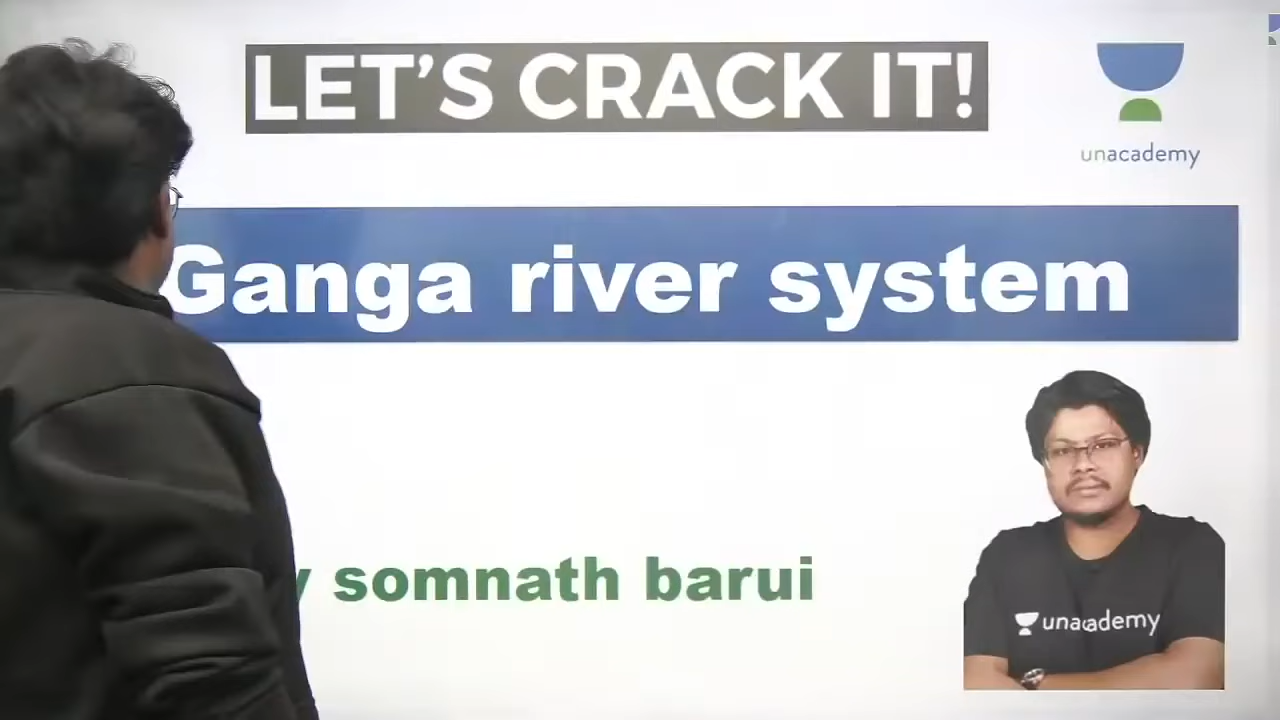 LET'S CRACK IT!
unacademy
Ganga river system
y somnath barui
unacademy